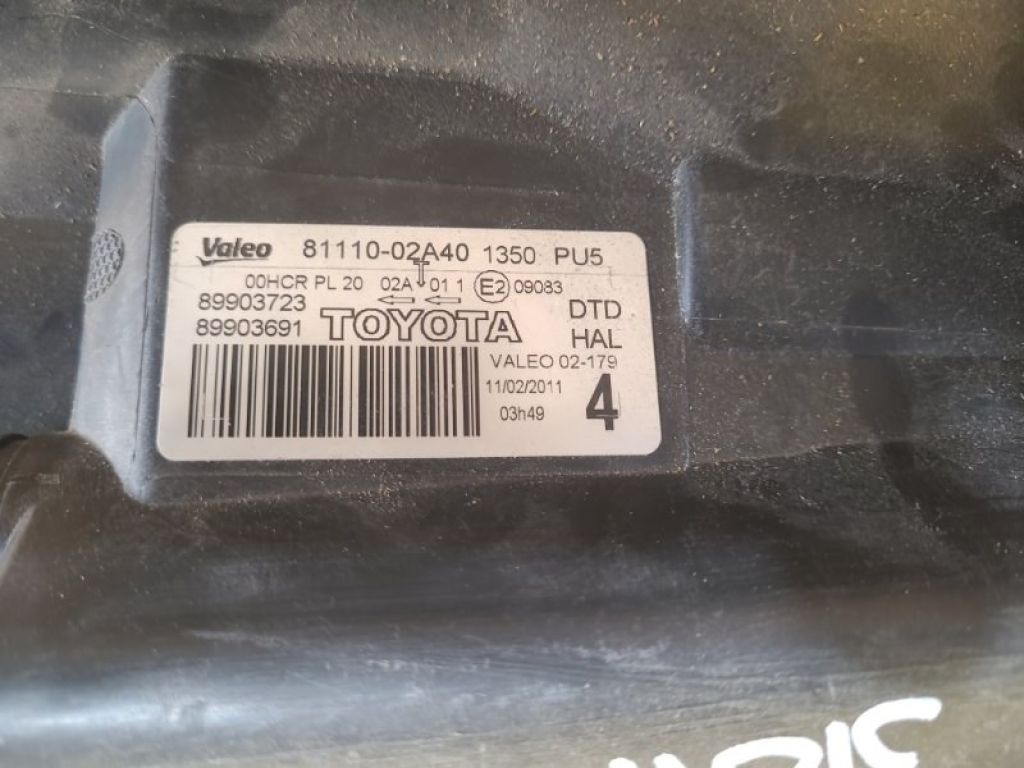 Valeo 81110-02A40 1350 PU5
00HCR PL 20 02A 01 1 E2 09083
89903723 DTD
89903691 TOYOTA HAL
VALEO 02-179
11/02/2011 4
03h49